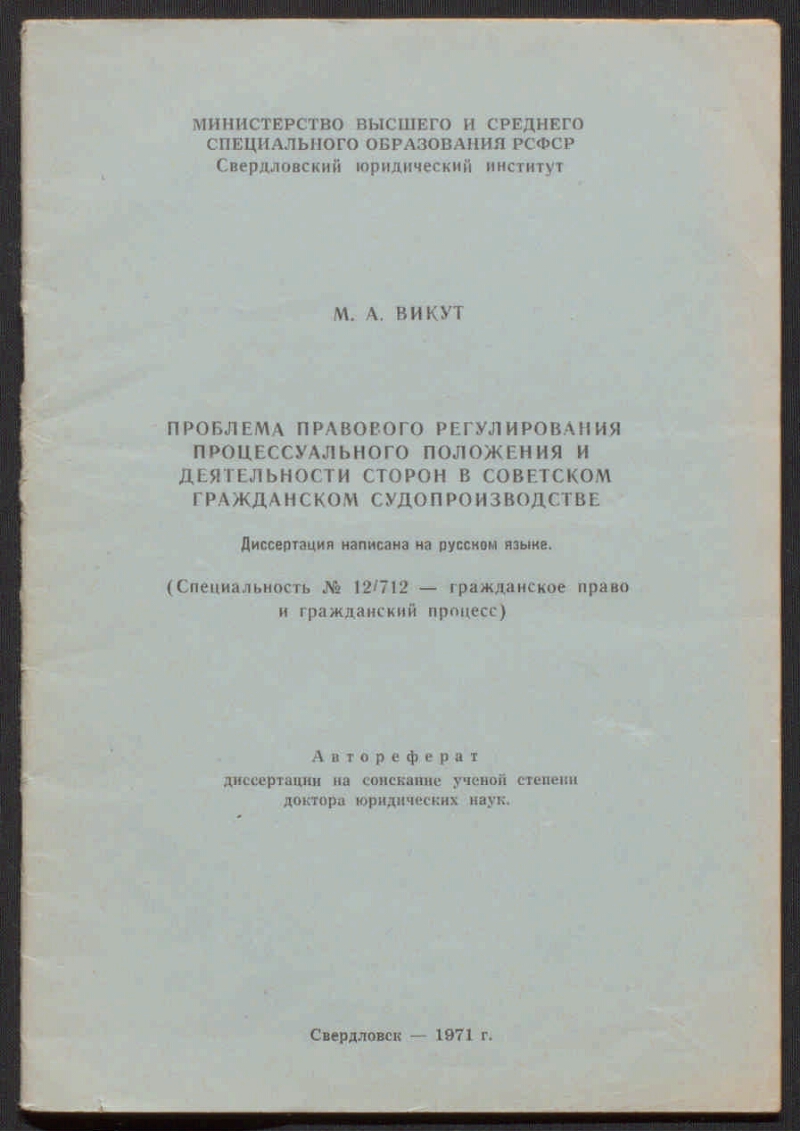 МИНИСТЕРСТВО ВЫСШЕГО И СРЕДНЕГО
СПЕЦИАЛЬНОГО ОБРАЗОВАНИЯ РСФСР
Свердловский юридический институт
М. А. ВИКУТ
ПРОБЛЕМА ПРАВОВОГО РЕГУЛИРОВАНИЯ
ПРОЦЕССУАЛЬНОГО ПОЛОЖЕНИЯ И
ДЕЯТЕЛЬНОСТИ СТОРОН В СОВЕТСКОМ
ГРАЖДАНСКОМ СУДОПРОИЗВОДСТВЕ
Диссертация написана на русском языке.
(Специальность № 12/712 — гражданское право
и гражданский процесс)
Автореферат
диссертации на соискание ученой степени
доктора юридических наук.
Свердловск — 1971 г.